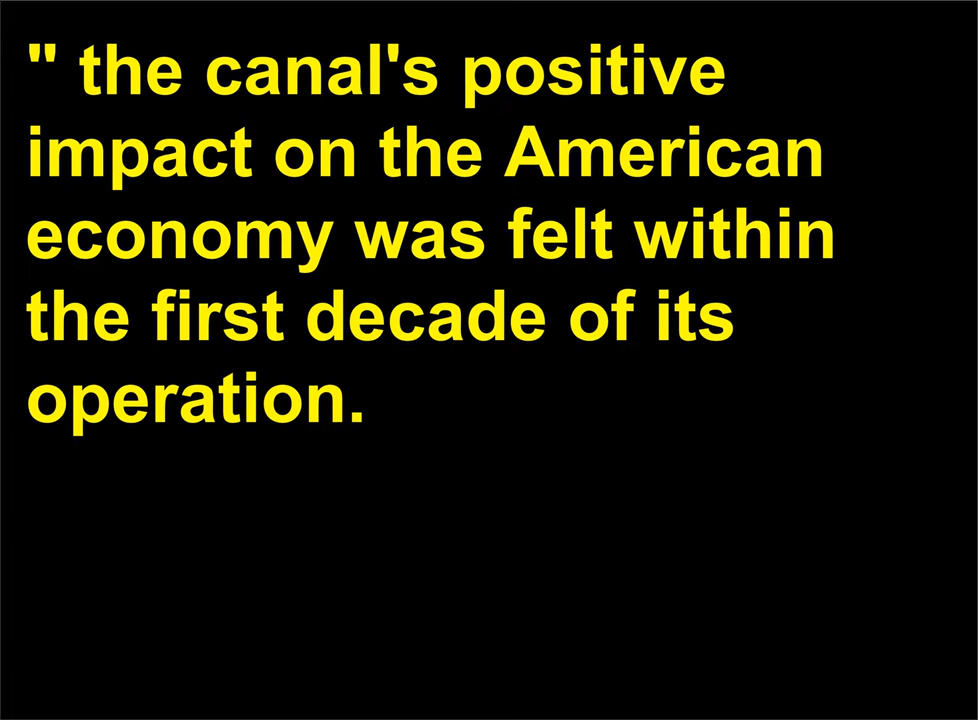 " the canal's positive
impact on the American
economy was felt within
the first decade of its
operation.